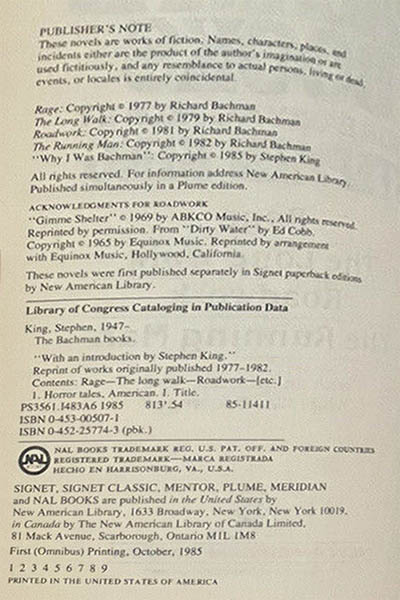 PUBLISHER'S NOTE
These novels are works of fiction. Names, characters, places, and
incidents either are the product of the author's imagination or are
used fictitiously, and any resemblance to actual persons, living or dead,
events, or locales is entirely coincidental.
Rage: Copyright © 1977 by Richard Bachman
The Long Walk: Copyright © 1979 by Richard Bachman
Roadwork: Copyright © 1981 by Richard Bachman
The Running Man: Copyright © 1982 by Richard Bachman
"Why I Was Bachman": Copyright © 1985 by Stephen King
All rights reserved. For information address New American Library.
Published simultaneously in a Plume edition.
ACKNOWLEDGMENTS FOR ROADWORK
"Gimme Shelter" © 1969 by ABKCO Music, Inc., All rights reserved.
Reprinted by permission. From "Dirty Water" by Ed Cobb.
Copyright © 1965 by Equinox Music. Reprinted by arrangement
with Equinox Music, Hollywood, California.
These novels were first published separately in Signet paperback editions
by New American Library.
Library of Congress Cataloging in Publication Data
King, Stephen, 1947–
The Bachman books.
"With an introduction by Stephen King."
Reprint of works originally published 1977-1982.
Contents: Rage—The long walk—Roadwork—[etc.]
1. Horror tales, American. I. Title.
PS3561.I483A6 1985 813'.54 85-11411
ISBN 0-453-00507-1
ISBN 0-452-25774-3 (pbk.)
NAL
NAL BOOKS TRADEMARK REG. U.S. PAT. OFF. AND FOREIGN COUNTRIES
REGISTERED TRADEMARK—MARCA REGISTRADA
HECHO EN HARRISONBURG, VA., U.S.A.
SIGNET, SIGNET CLASSIC, MENTOR, PLUME, MERIDIAN
and NAL BOOKS are published in the United States by
New American Library, 1633 Broadway, New York, New York 10019,
in Canada by The New American Library of Canada Limited,
81 Mack Avenue, Scarborough, Ontario M1L 1M8
First (Omnibus) Printing, October, 1985
1 2 3 4 5 6 7 8 9
PRINTED IN THE UNITED STATES OF AMERICA